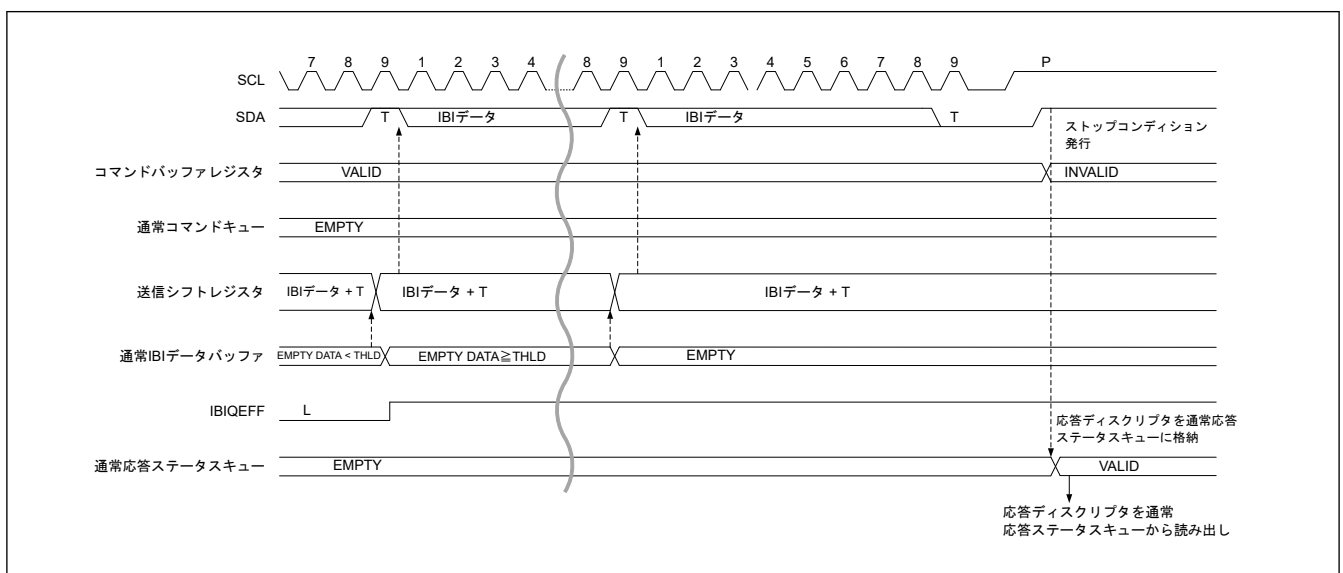 7 8 9 1 2 3 4 8 9 1 2 3 4 5 6 7 8 9 P
SCL
SDA T IBIデータ T IBIデータ T
ストップコンディション
発行
コマンドバッファレジスタ VALID INVALID
通常コマンドキュー EMPTY
送信シフトレジスタ IBIデータ + T IBIデータ + T IBIデータ + T
通常IBIデータバッファ EMPTY DATA < THLD EMPTY DATA≧THLD EMPTY
IBIQEFF L
応答ディスクリプタを通常応答
ステータスキューに格納
通常応答ステータスキュー EMPTY VALID
応答ディスクリプタを通常
応答ステータスキューから読み出し